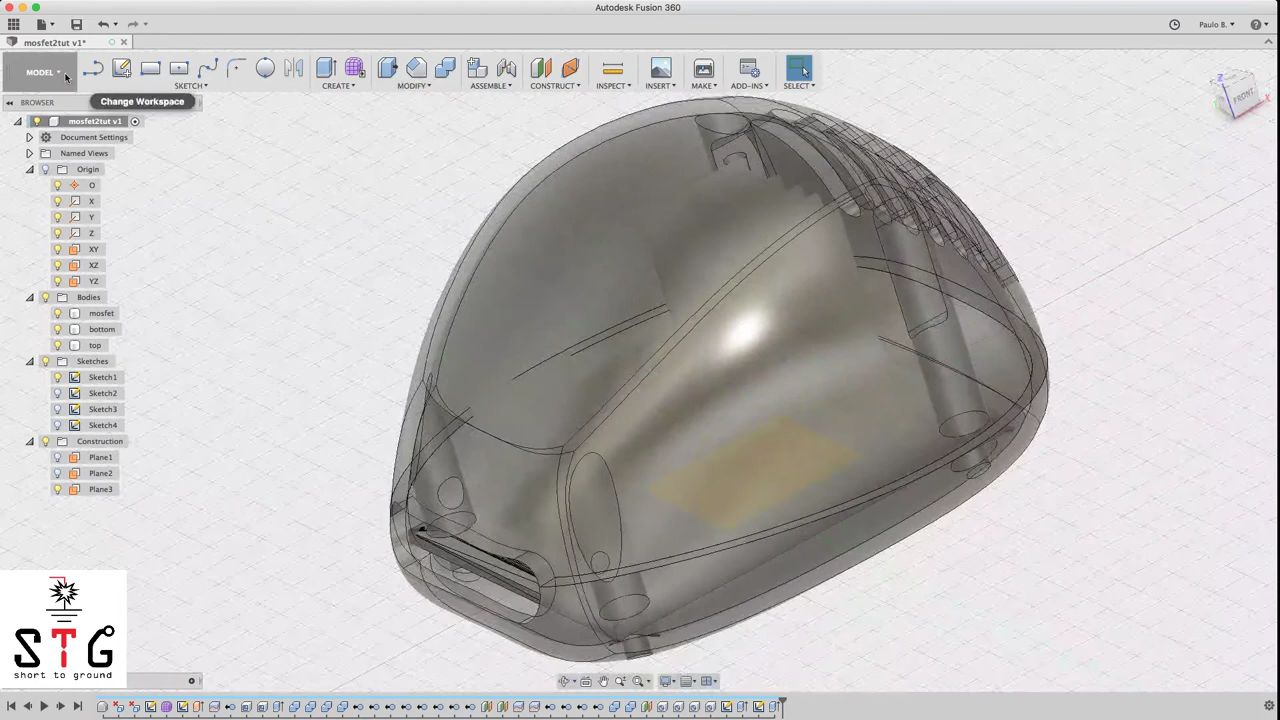 Autodesk Fusion 360
Paulo B.
mosfet2tut v1*
MODEL
SKETCH
CREATE
MODIFY
ASSEMBLE
CONSTRUCT
INSPECT
INSERT
MAKE
ADD-INS
SELECT
Change Workspace
BROWSER
mosfet2tut v1
Document Settings
Named Views
Origin
O
X
Y
Z
XY
XZ
YZ
Bodies
mosfet
bottom
top
Sketches
Sketch1
Sketch2
Sketch3
Sketch4
Construction
Plane1
Plane2
Plane3
Z
FRONT
X
STG
short to ground